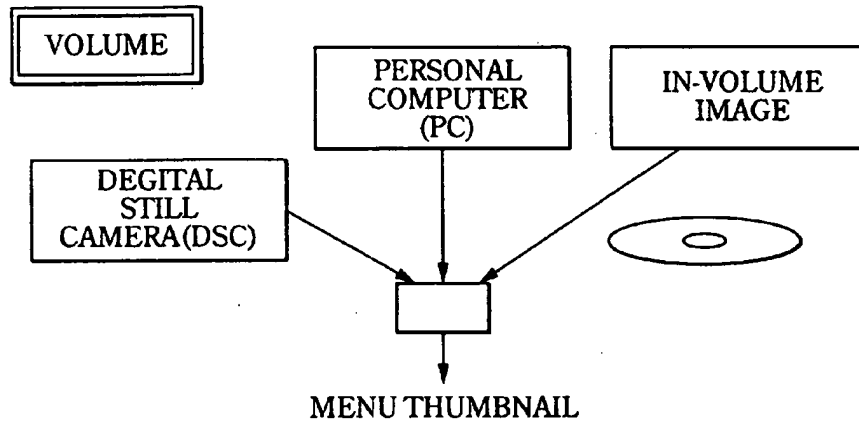 VOLUME
PERSONAL
COMPUTER
(PC)
IN-VOLUME
IMAGE
DEGITAL
STILL
CAMERA(DSC)
MENU THUMBNAIL